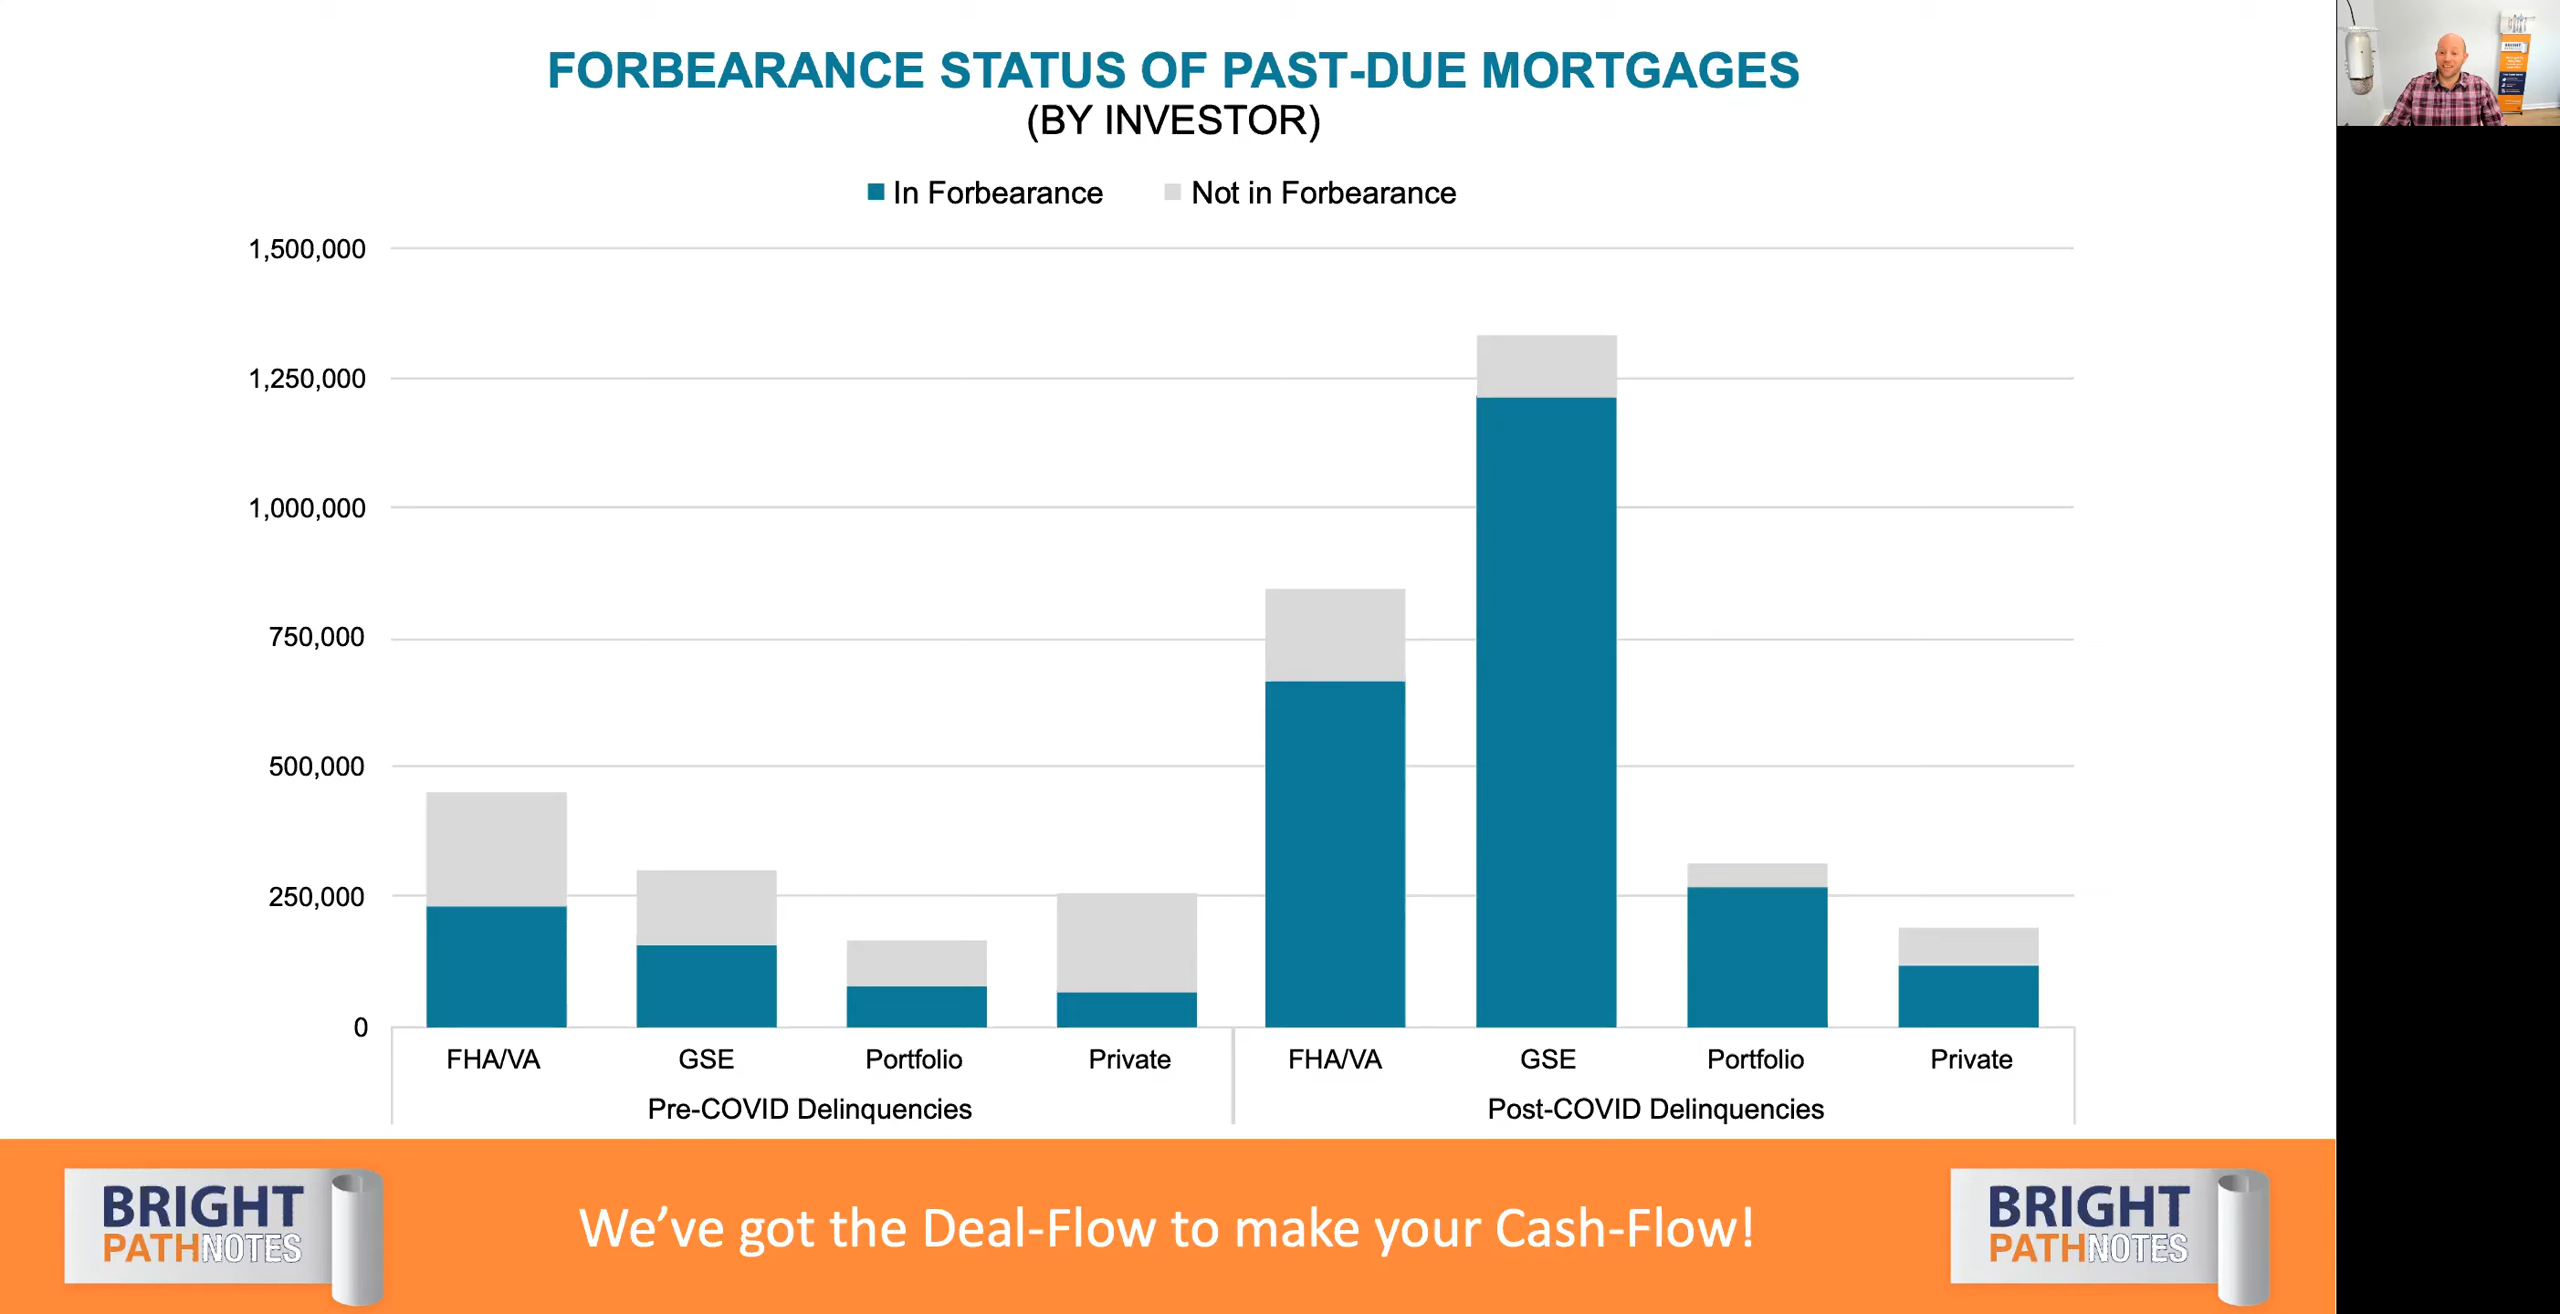 FORBEARANCE STATUS OF PAST-DUE MORTGAGES
(BY INVESTOR)
In Forbearance Not in Forbearance
1,500,000
1,250,000
1,000,000
750,000
500,000
250,000
0
FHA/VA GSE Portfolio Private FHA/VA GSE Portfolio Private
Pre-COVID Delinquencies Post-COVID Delinquencies
BRIGHT
PATHNOTES
We've got the Deal-Flow to make your Cash-Flow!
BRIGHT
PATHNOTES